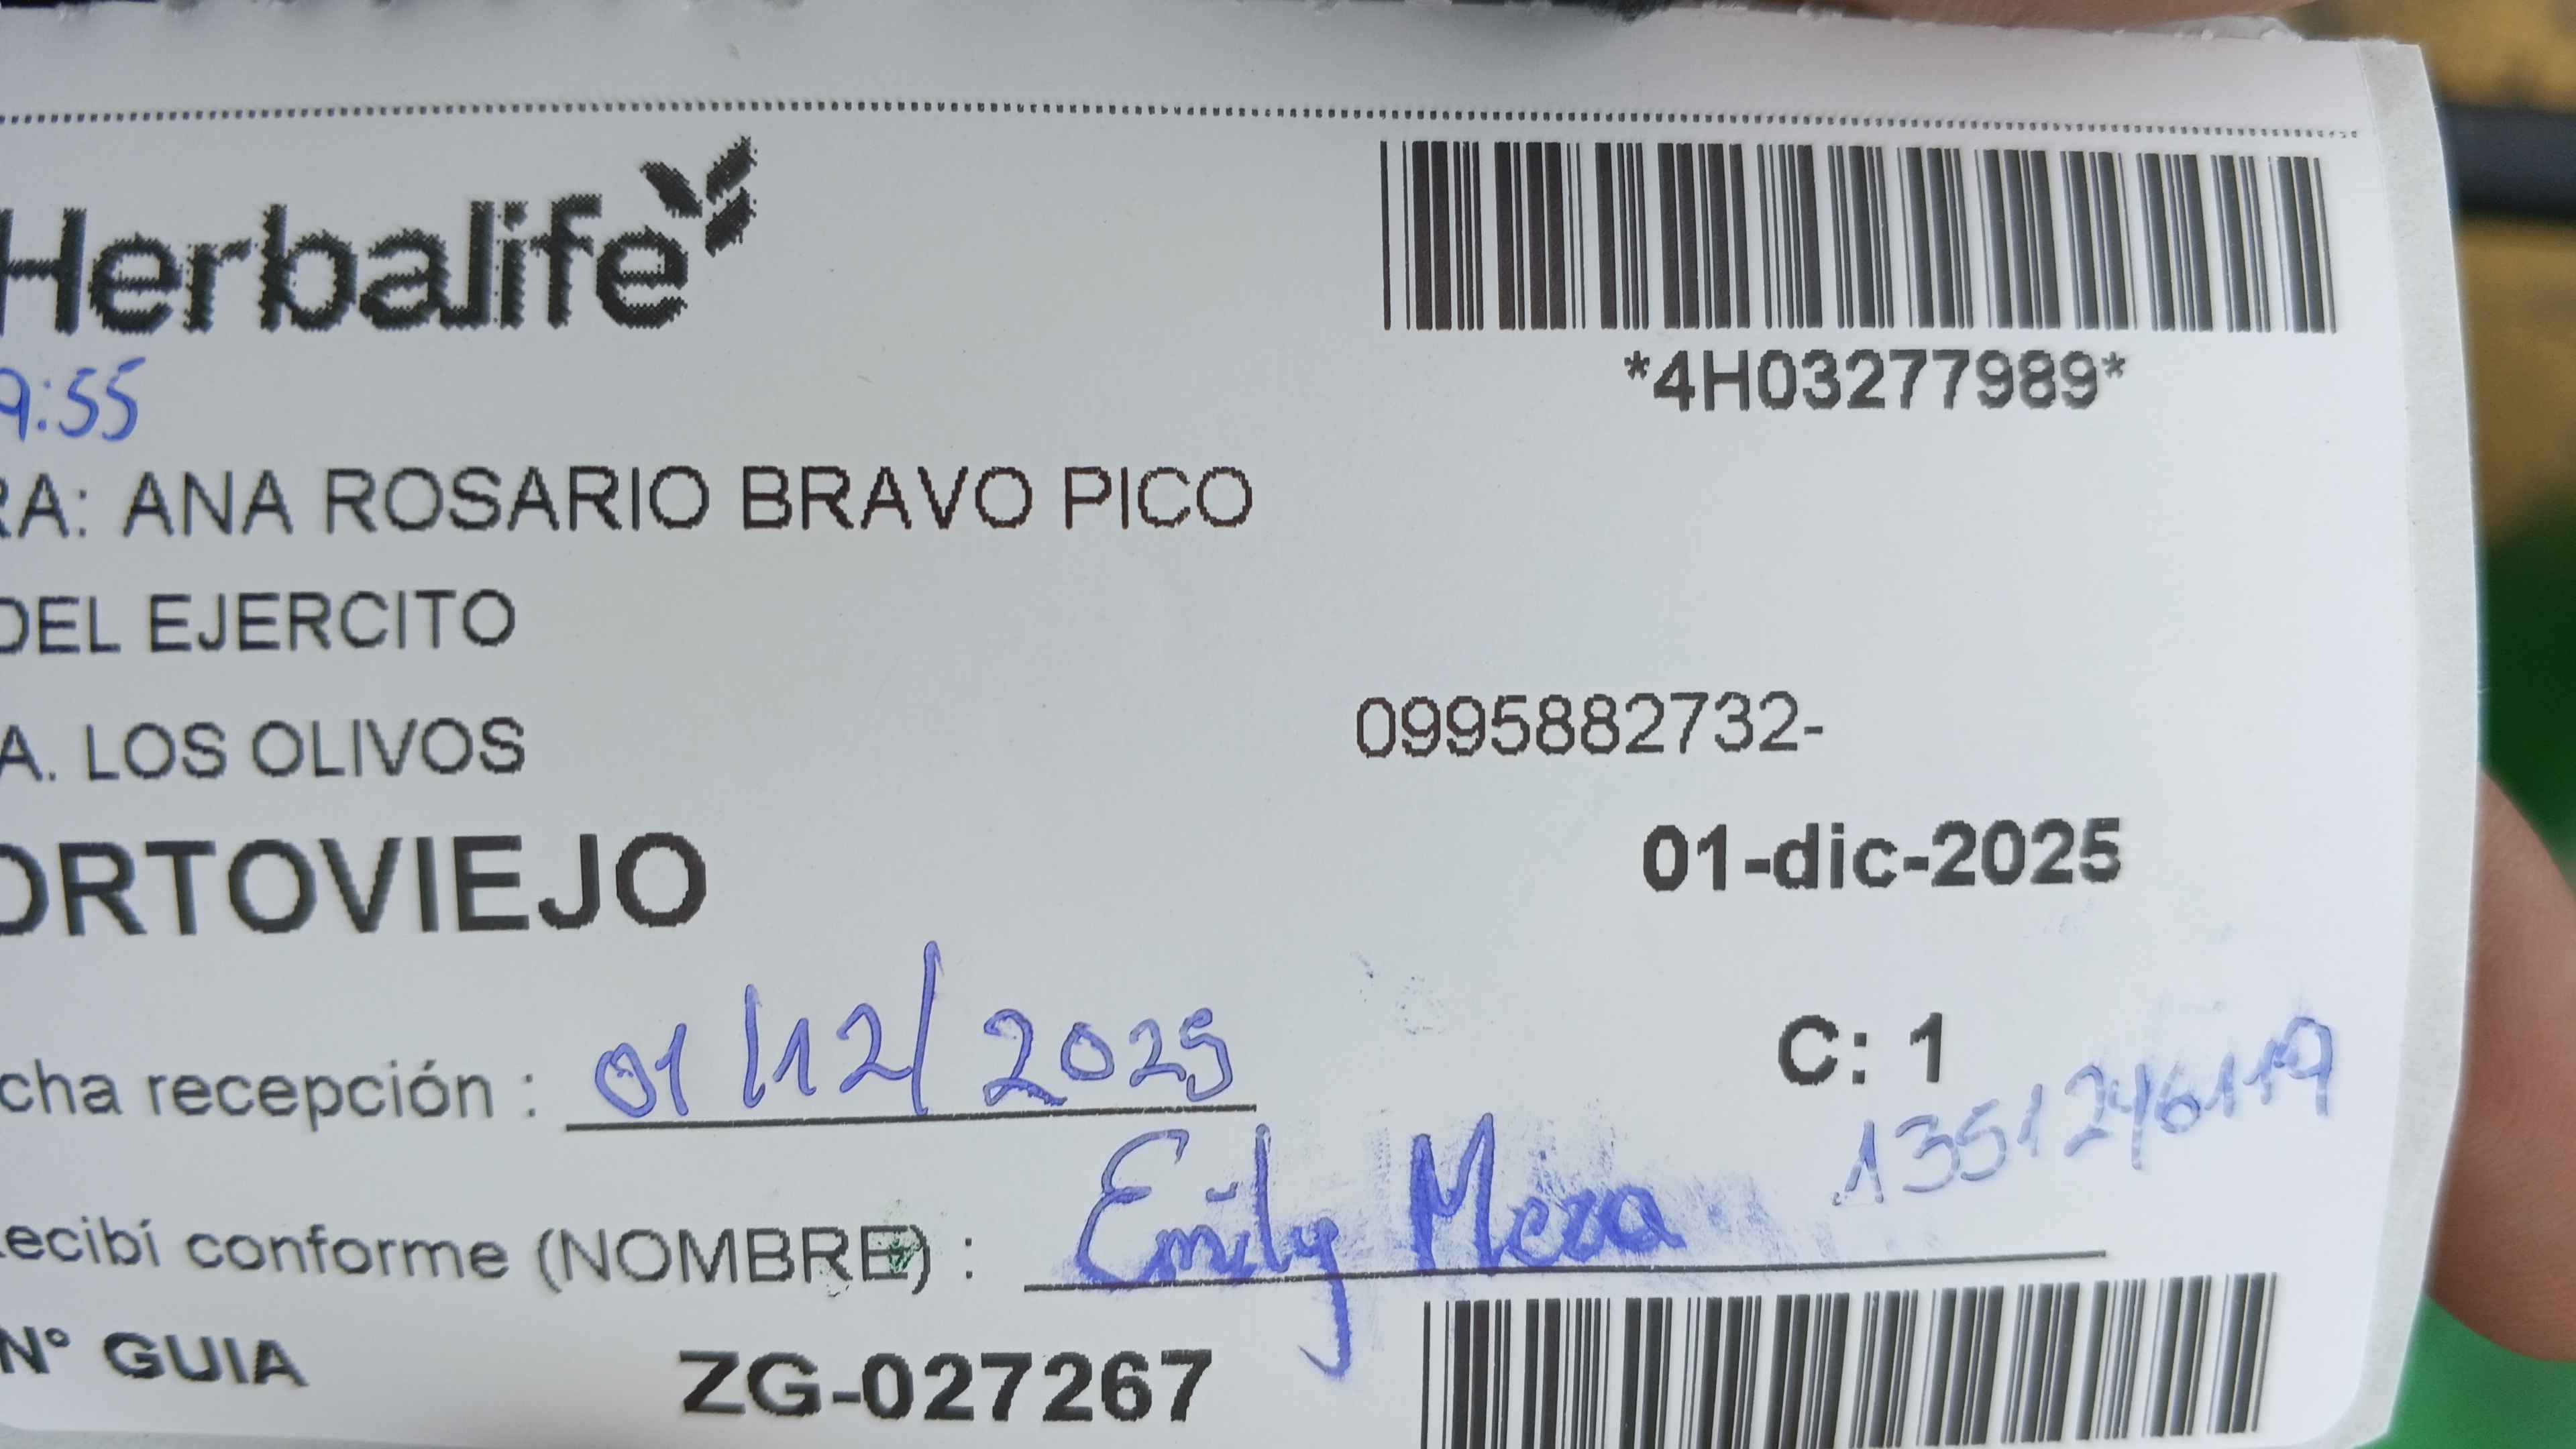 Herbalife
*4H03277989*
9:55
RA: ANA ROSARIO BRAVO PICO
DEL EJERCITO
A. LOS OLIVOS
0995882732-
ORTOVIEJO
01-dic-2025
C: 1
cha recepción : 01/12/2025
ecibí conforme (NOMBRE) : Emily Meza
N° GUIA
ZG-027267